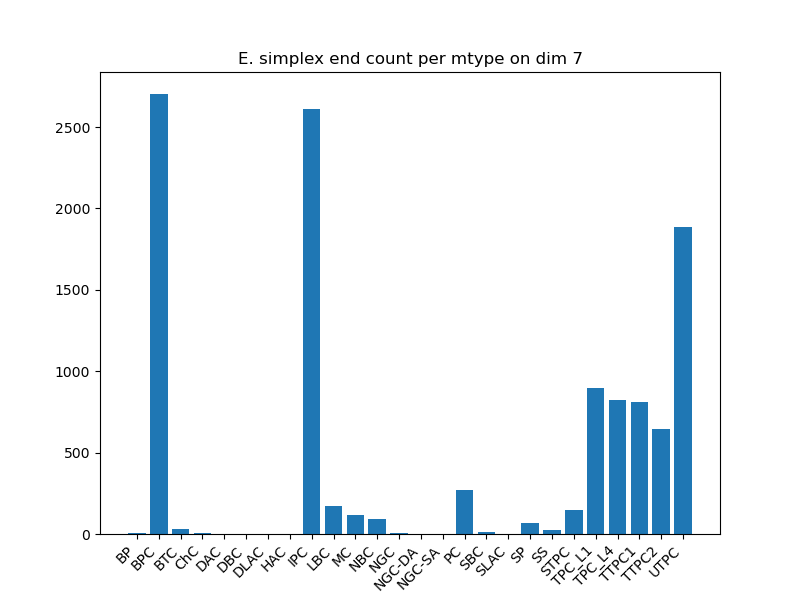 E. simplex end count per mtype on dim 7
2500
2000
1500
1000
500
0
BP
BPC
BTC
ChC
DAC
DBC
DLAC
HAC
IPC
LBC
MC
NBC
NGC
NGC-DA
NGC-SA
PC
SBC
SLAC
SP
SS
STPC
TPC_L1
TPC_L4
TTPC1
TTPC2
UTPC